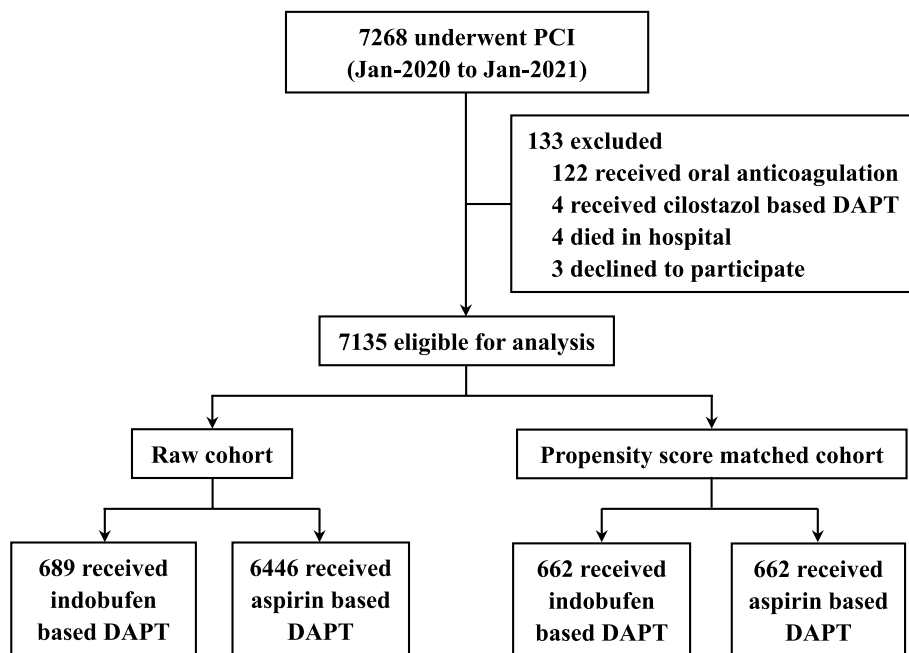 7268 underwent PCI
(Jan-2020 to Jan-2021)
133 excluded
122 received oral anticoagulation
4 received cilostazol based DAPT
4 died in hospital
3 declined to participate
7135 eligible for analysis
Raw cohort
Propensity score matched cohort
689 received
indobufen
based DAPT
6446 received
aspirin based
DAPT
662 received
indobufen
based DAPT
662 received
aspirin based
DAPT